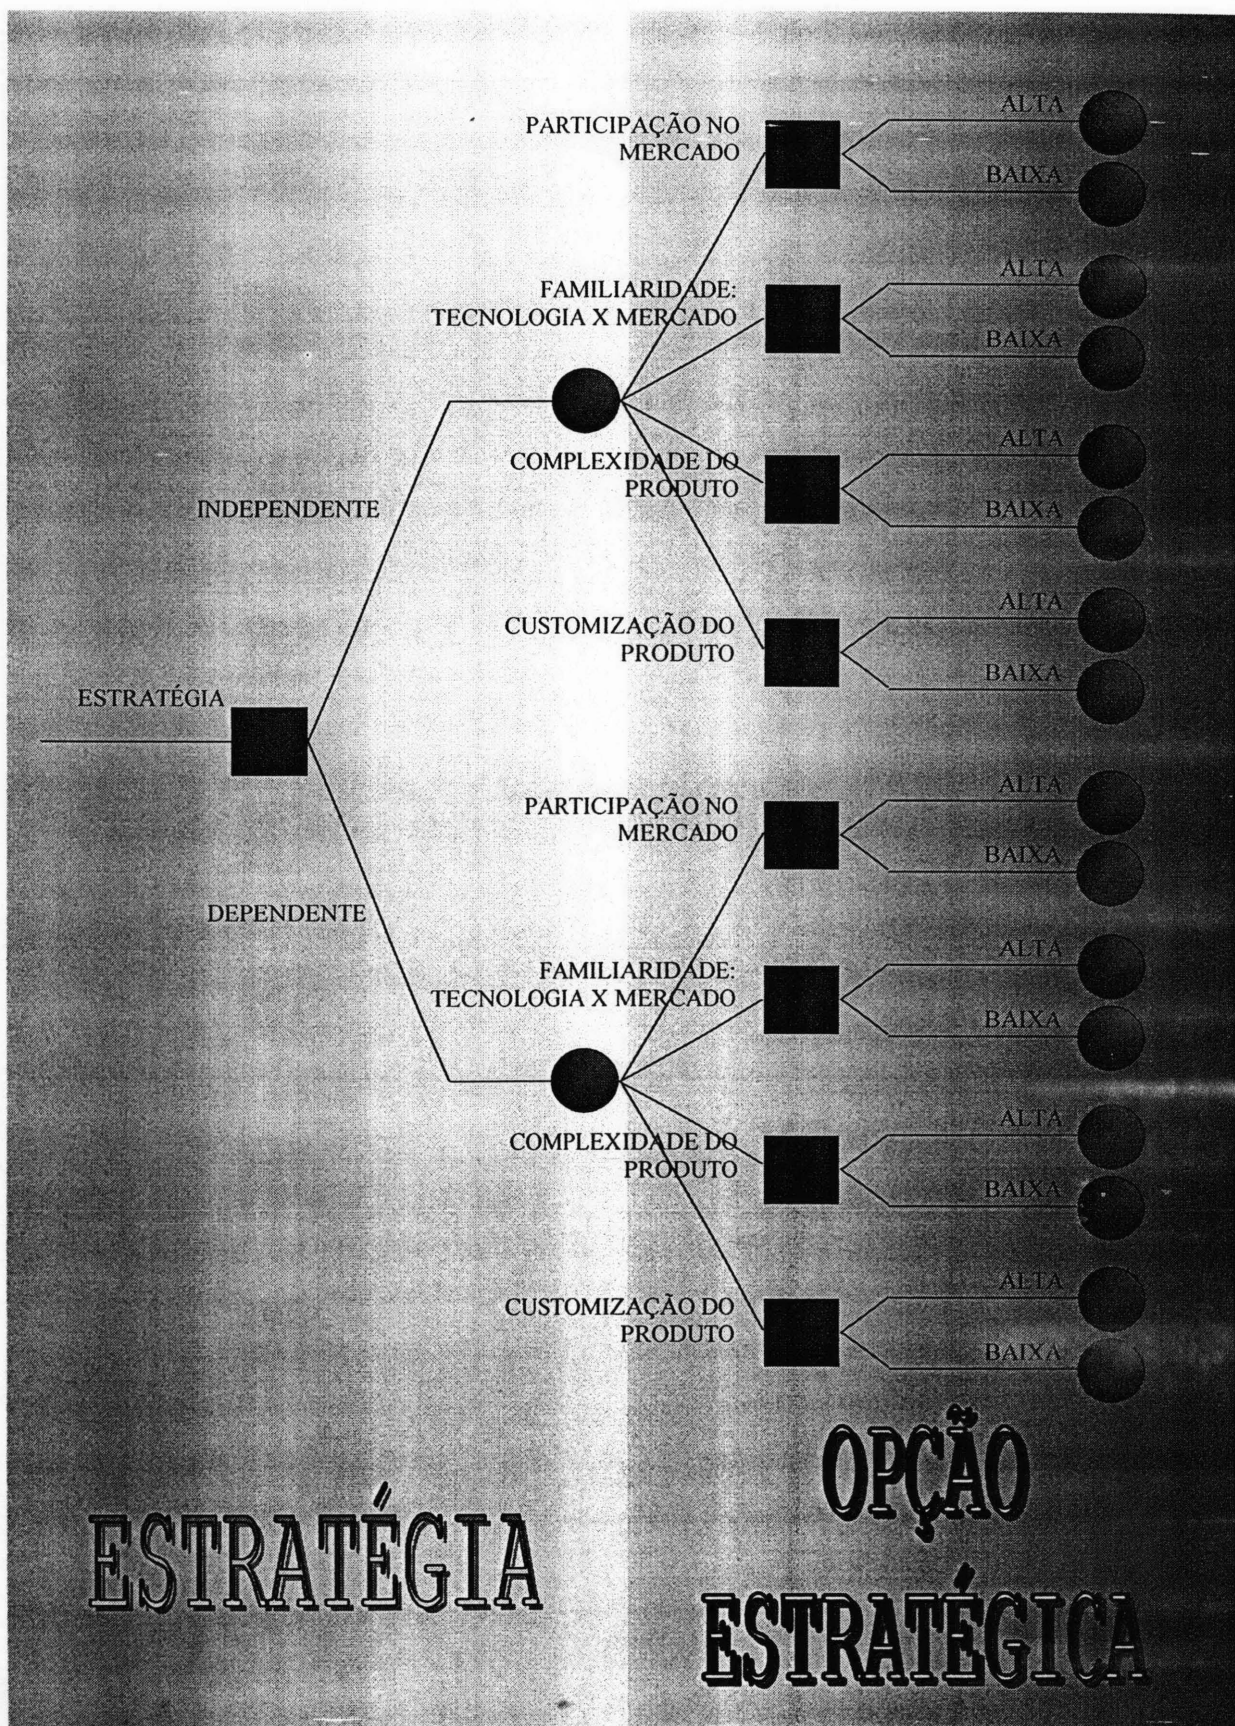 PARTICIPAÇÃO NO
MERCADO
ALTA
BAIXA
FAMILIARIDADE:
TECNOLOGIA X MERCADO
ALTA
BAIXA
COMPLEXIDADE DO
PRODUTO
ALTA
BAIXA
INDEPENDENTE
CUSTOMIZAÇÃO DO
PRODUTO
ALTA
BAIXA
ESTRATÉGIA
PARTICIPAÇÃO NO
MERCADO
ALTA
BAIXA
DEPENDENTE
FAMILIARIDADE:
TECNOLOGIA X MERCADO
ALTA
BAIXA
COMPLEXIDADE DO
PRODUTO
ALTA
BAIXA
CUSTOMIZAÇÃO DO
PRODUTO
ALTA
BAIXA
ESTRATÉGIA
OPÇÃO
ESTRATÉGICA